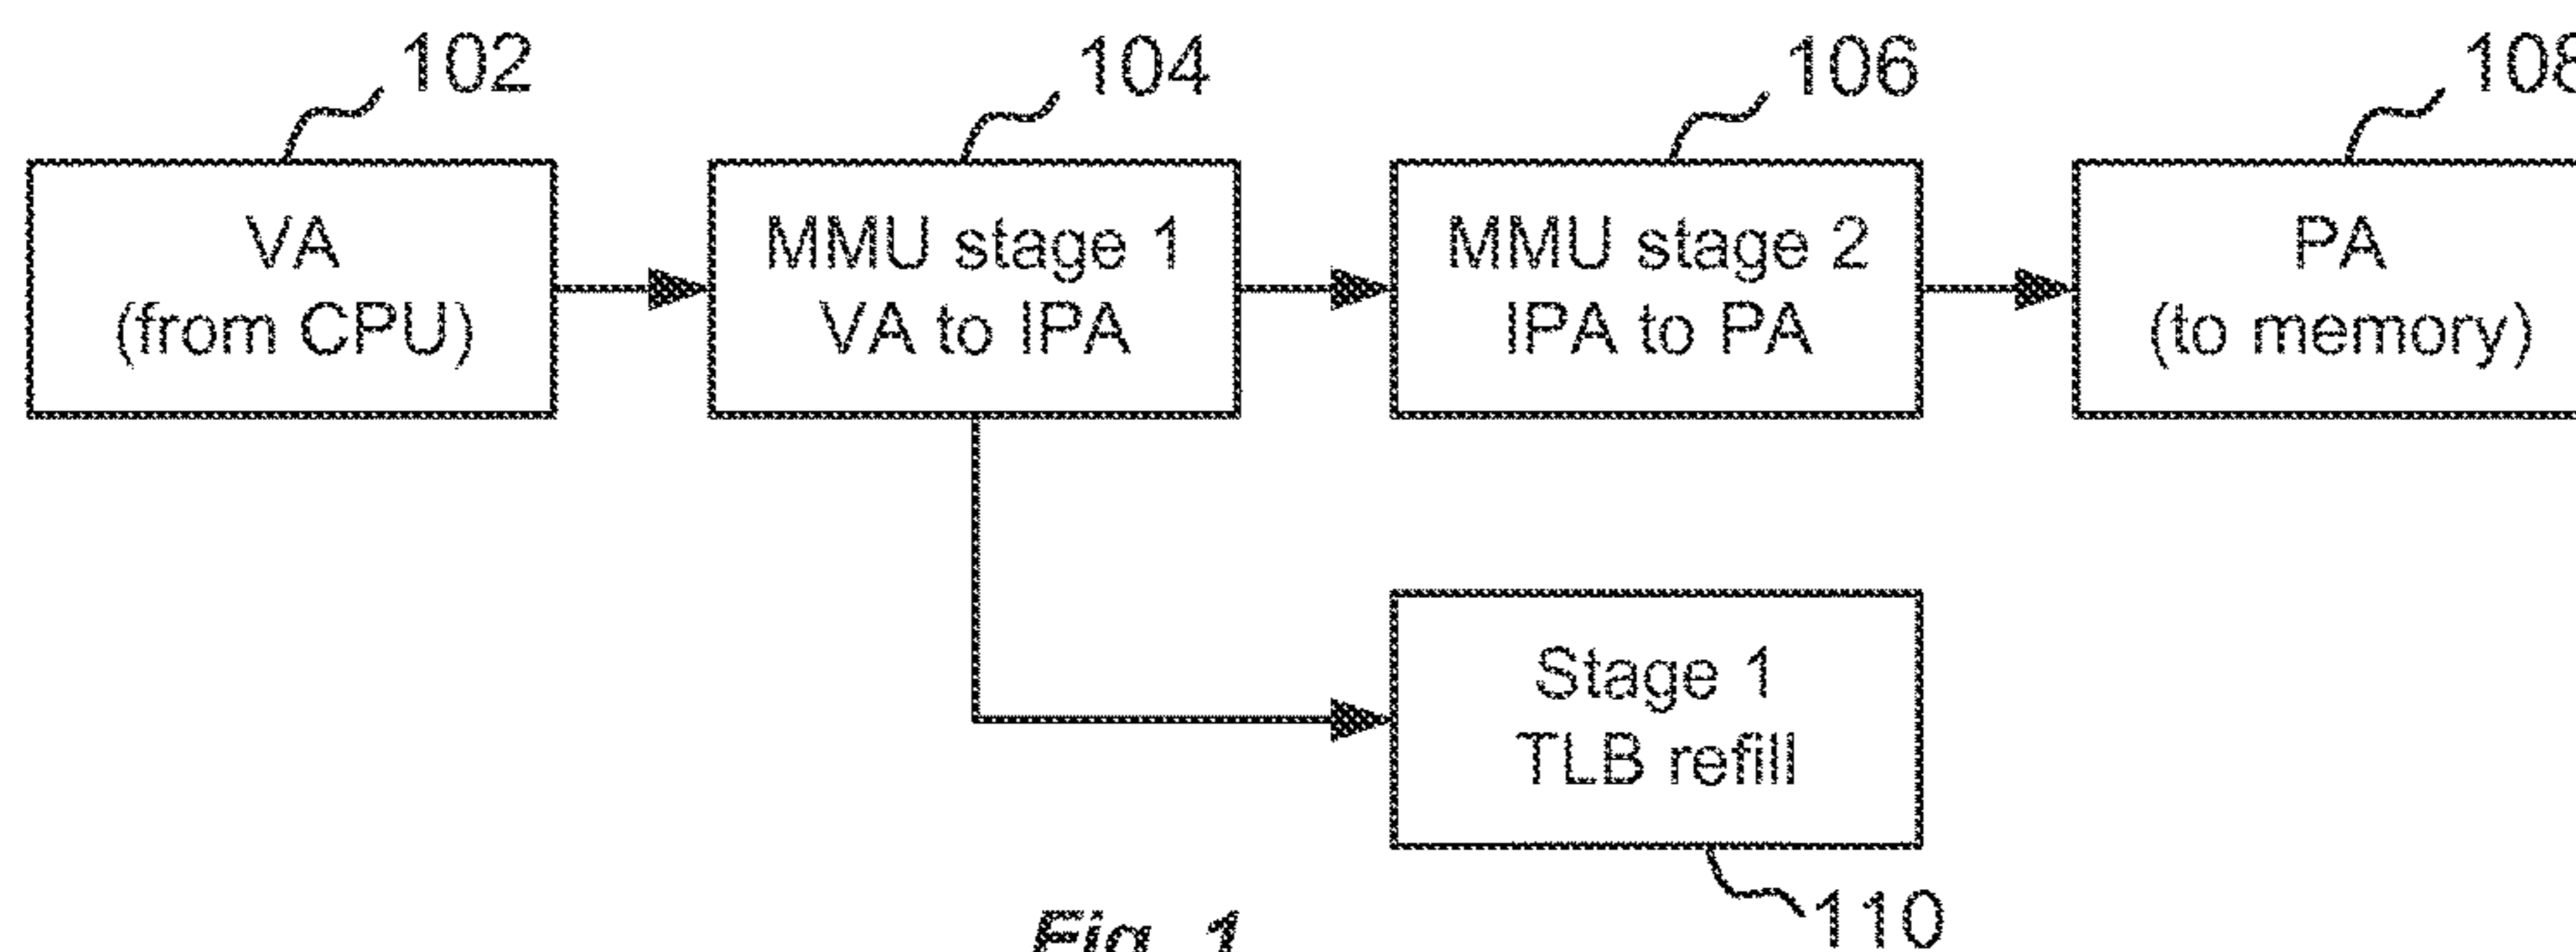 102
104
106
108
VA
(from CPU)
MMU stage 1
VA to IPA
MMU stage 2
IPA to PA
PA
(to memory)
Stage 1
TLB refill
110
Fig. 1